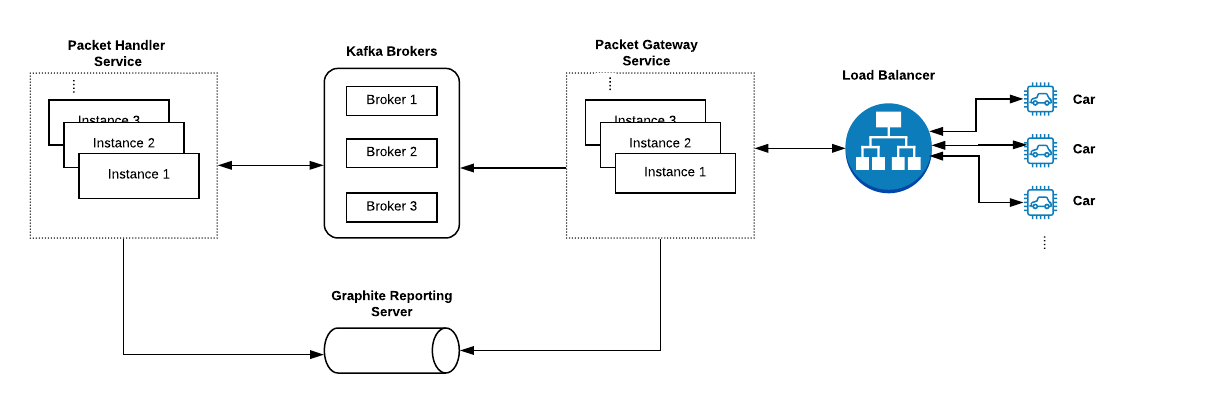 Packet Handler
Service
Instance 3
Instance 2
Instance 1
Kafka Brokers
Broker 1
Broker 2
Broker 3
Packet Gateway
Service
Instance 3
Instance 2
Instance 1
Load Balancer
Car
Car
Car
Graphite Reporting
Server